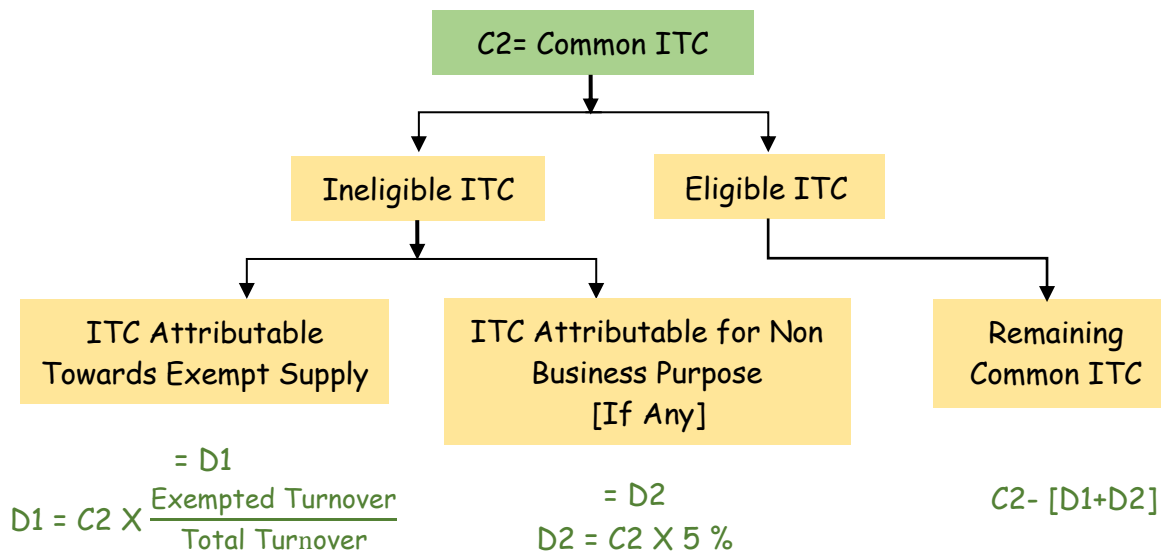 C2= Common ITC
Ineligible ITC
Eligible ITC
ITC Attributable
Towards Exempt Supply
ITC Attributable for Non
Business Purpose
[If Any]
Remaining
Common ITC
= D1
D1 = C2 X Exempted Turnover
Total Turnover
= D2
D2 = C2 X 5 %
C2- [D1+D2]